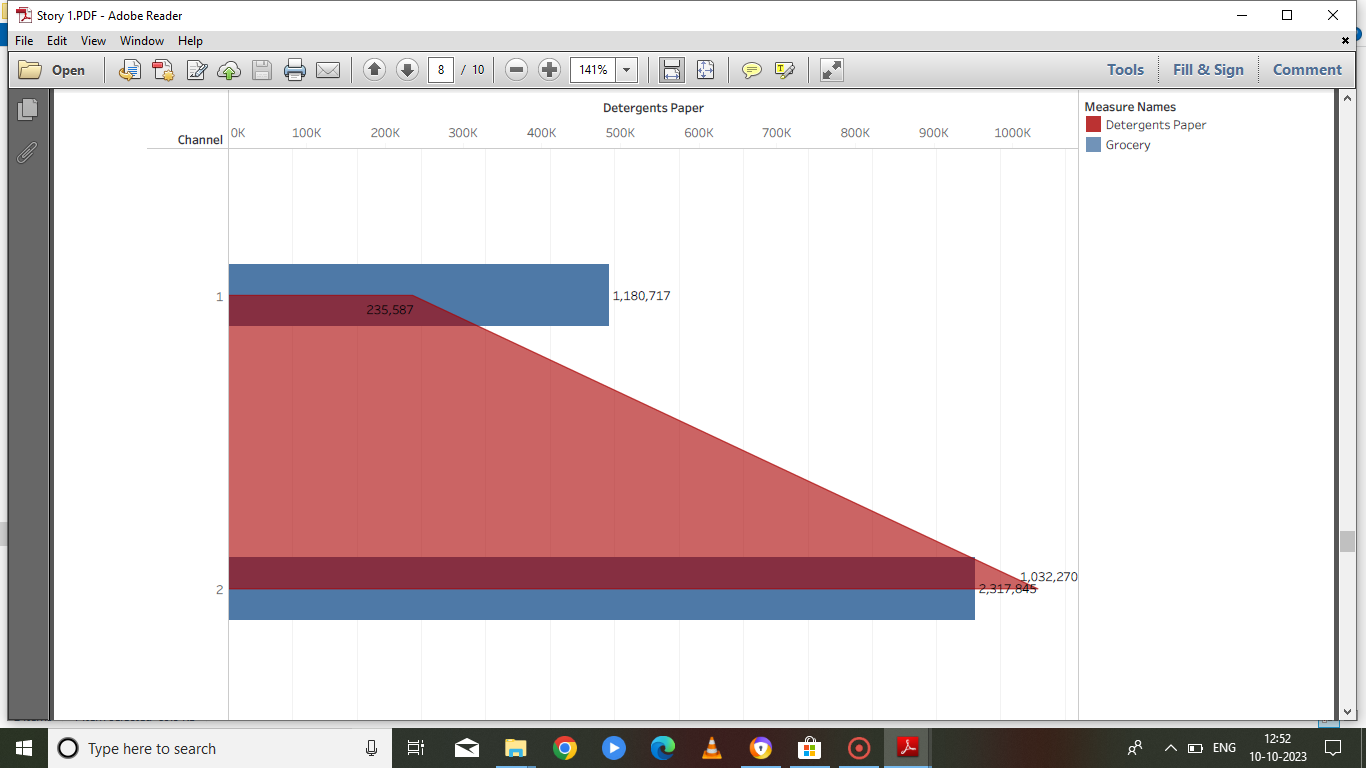 Story 1.PDF - Adobe Reader
File Edit View Window Help
Open 8 / 10 141% Tools Fill & Sign Comment
Detergents Paper
Channel 0K 100K 200K 300K 400K 500K 600K 700K 800K 900K 1000K
Measure Names
Detergents Paper
Grocery
1 1,180,717
235,587
1,032,270
2 2,317,845
Type here to search
ENG
12:52
10-10-2023